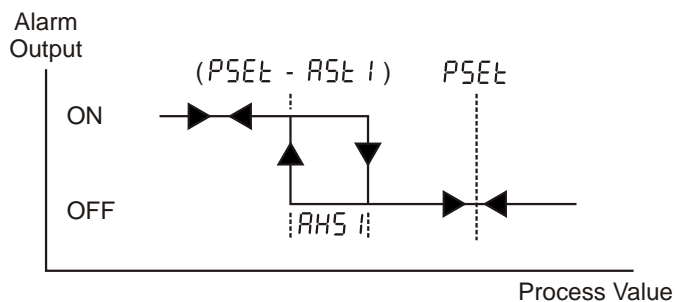 Alarm
Output
(PSEt - ASt1) PSEt
ON
OFF
AHS1
Process Value